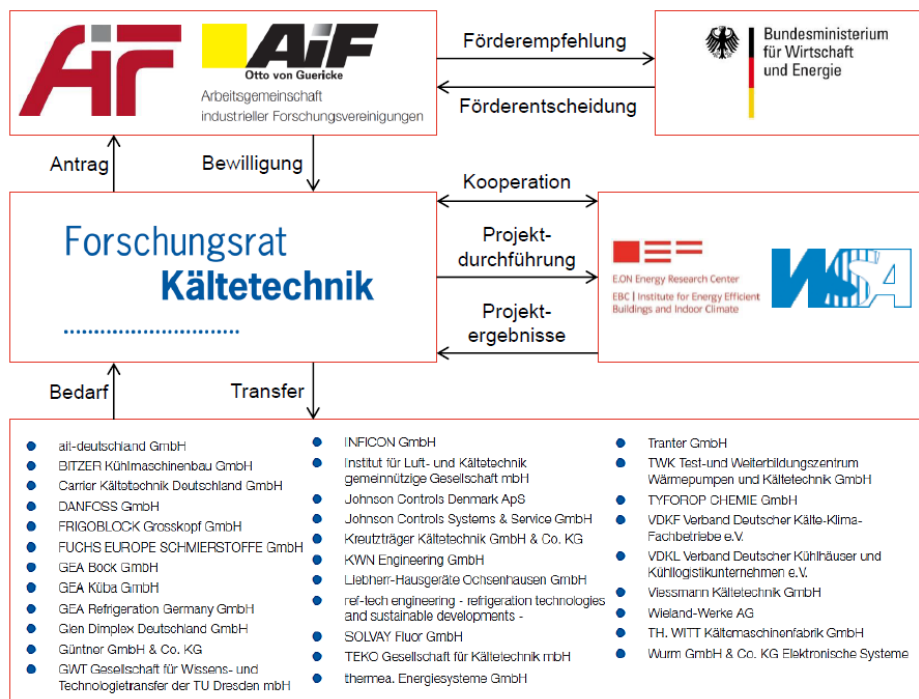 AiF
AiF
Otto von Guericke
Arbeitsgemeinschaft
industrieller Forschungsvereinigungen
Förderempfehlung
Förderentscheidung
Bundesministerium
für Wirtschaft
und Energie
Antrag
Bewilligung
Forschungsrat
Kältetechnik
Kooperation
Projekt-
durchführung
Projekt-
ergebnisse
E.ON Energy Research Center
EBC | Institute for Energy Efficient
Buildings and Indoor Climate
WSA
Bedarf
Transfer
ait-deutschland GmbH
BITZER Kühlmaschinenbau GmbH
Carrier Kältetechnik Deutschland GmbH
DANFOSS GmbH
FRIGOBLOCK Grosskopf GmbH
FUCHS EUROPE SCHMIERSTOFFE GmbH
GEA Bock GmbH
GEA Küba GmbH
GEA Refrigeration Germany GmbH
Glen Dimplex Deutschland GmbH
Güntner GmbH & Co. KG
GWT Gesellschaft für Wissens- und
Technologietransfer der TU Dresden mbH
INFICON GmbH
Institut für Luft- und Kältetechnik
gemeinnützige Gesellschaft mbH
Johnson Controls Denmark ApS
Johnson Controls Systems & Service GmbH
Kreutzträger Kältetechnik GmbH & Co. KG
KWN Engineering GmbH
Liebherr-Hausgeräte Ochsenhausen GmbH
ref-tech engineering - refrigeration technologies
and sustainable developments -
SOLVAY Fluor GmbH
TEKO Gesellschaft für Kältetechnik mbH
thermea. Energiesysteme GmbH
Tranter GmbH
TWK Test-und Weiterbildungszentrum
Wärmepumpen und Kältetechnik GmbH
TYFOROP CHEMIE GmbH
VDKF Verband Deutscher Kälte-Klima-
Fachbetriebe e.V.
VDKL Verband Deutscher Kühlhäuser und
Kühllogistikunternehmen e.V.
Viessmann Kältetechnik GmbH
Wieland-Werke AG
TH. WITT Kältemaschinenfabrik GmbH
Wurm GmbH & Co. KG Elektronische Systeme